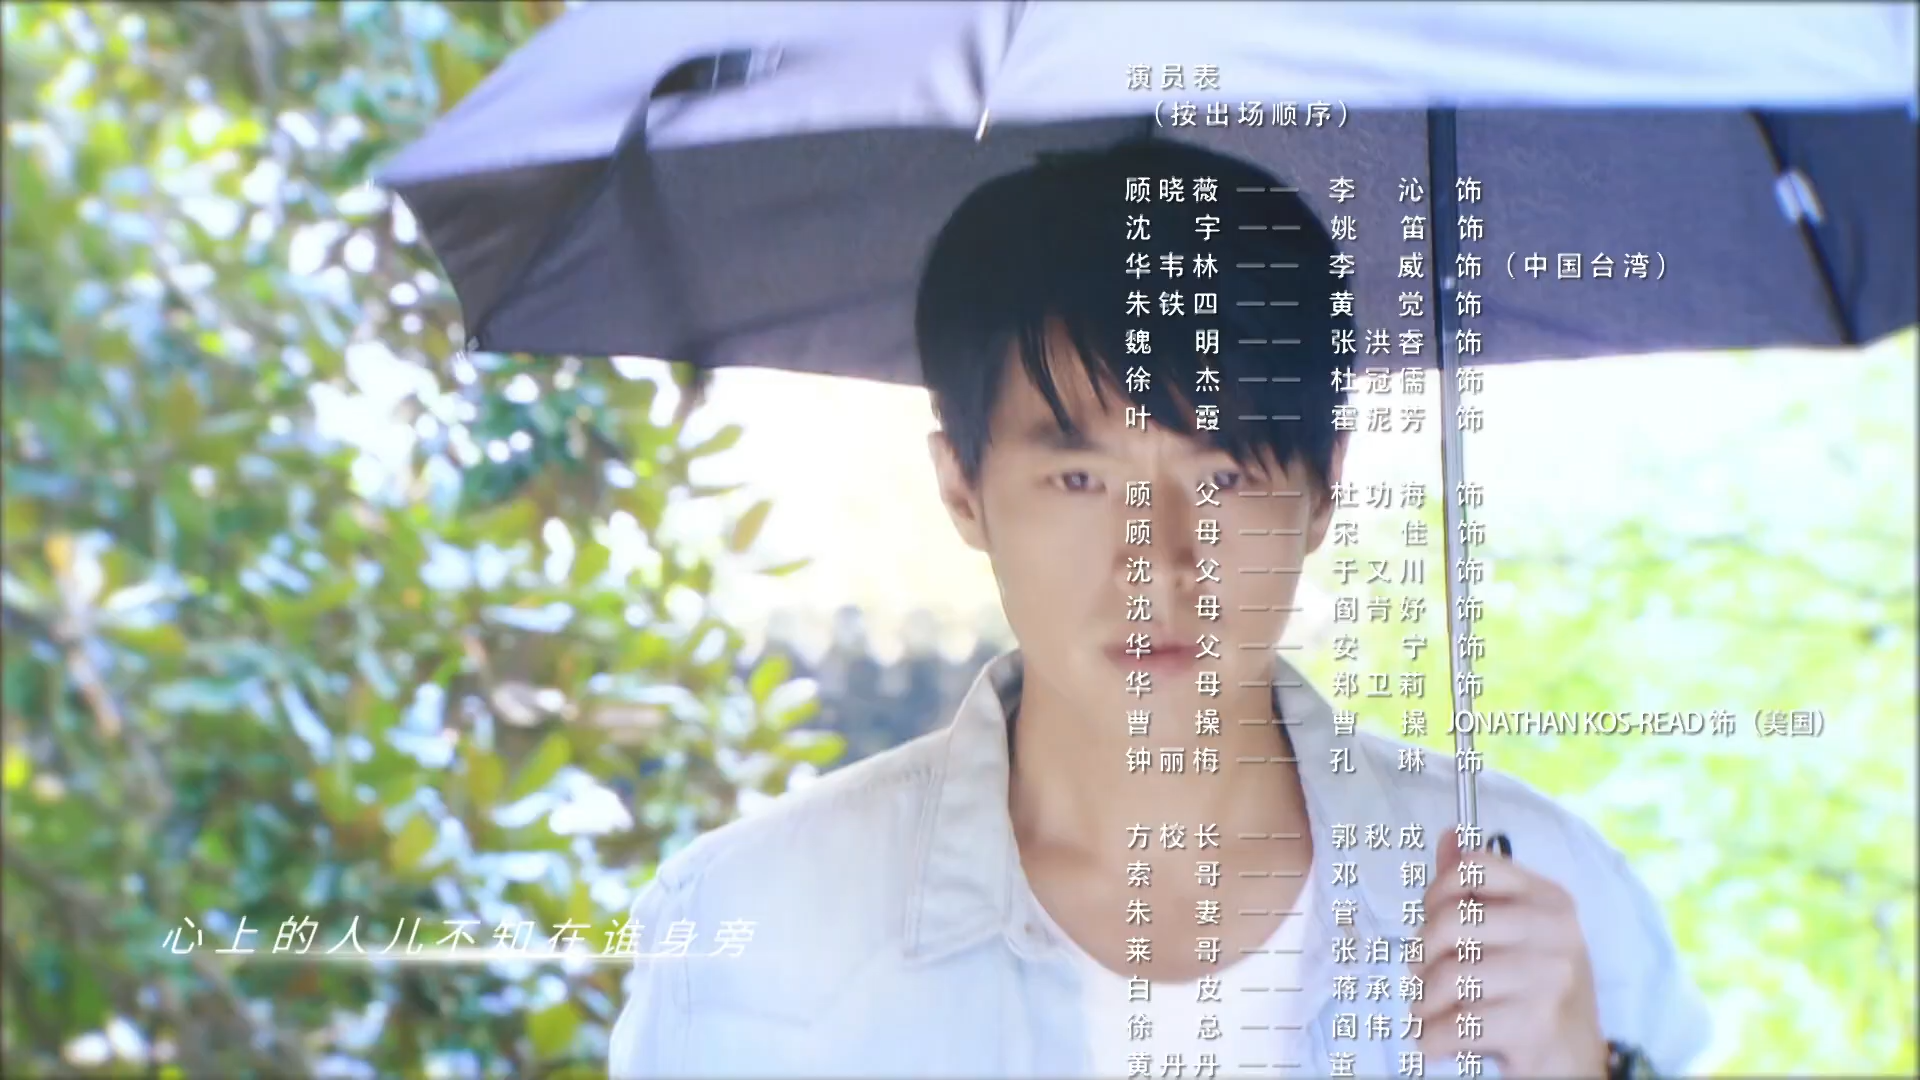 演员表
（按出场顺序）
顾晓薇 —— 李沁 饰
沈宇 —— 姚笛 饰
华韦林 —— 李威 饰（中国台湾）
朱铁四 —— 黄觉 饰
魏明 —— 张洪睿 饰
徐杰 —— 杜冠儒 饰
叶霞 —— 霍泥芳 饰
顾父 —— 杜功海 饰
顾母 —— 宋佳 饰
沈父 —— 于又川 饰
沈母 —— 阎肯好 饰
华父 —— 安宁 饰
华母 —— 郑卫莉 饰
曹操 —— 曹操 JONATHAN KOS-READ 饰（美国）
钟丽梅 —— 孔琳 饰
方校长 —— 郭秋成 饰
索哥 —— 邓钢 饰
朱妻 —— 管乐 饰
莱哥 —— 张泊涵 饰
白皮 —— 蒋承翰 饰
徐总 —— 阎伟力 饰
黄丹丹 —— 董玥 饰
心上的人儿不知在谁身旁